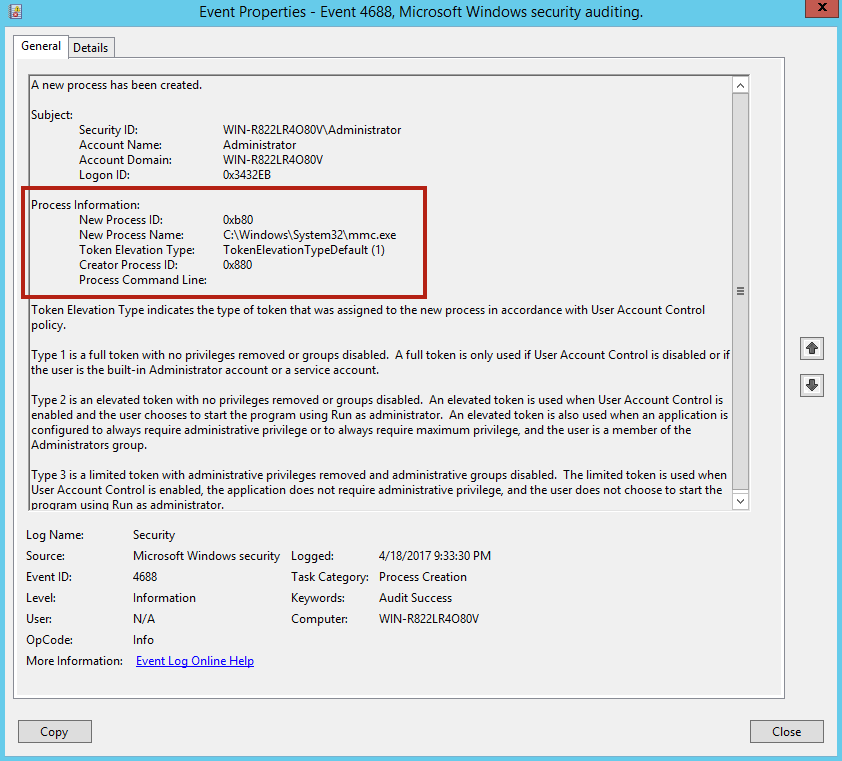 Event Properties - Event 4688, Microsoft Windows security auditing.
X
General Details
A new process has been created.
Subject:
Security ID: WIN-R822LR4O80V\Administrator
Account Name: Administrator
Account Domain: WIN-R822LR4O80V
Logon ID: 0x3432EB
Process Information:
New Process ID: 0xb80
New Process Name: C:\Windows\System32\mmc.exe
Token Elevation Type: TokenElevationTypeDefault (1)
Creator Process ID: 0x880
Process Command Line:
Token Elevation Type indicates the type of token that was assigned to the new process in accordance with User Account Control
policy.
Type 1 is a full token with no privileges removed or groups disabled.  A full token is only used if User Account Control is disabled or if
the user is the built-in Administrator account or a service account.
Type 2 is an elevated token with no privileges removed or groups disabled.  An elevated token is used when User Account Control is
enabled and the user chooses to start the program using Run as administrator.  An elevated token is also used when an application is
configured to always require administrative privilege or to always require maximum privilege, and the user is a member of the
Administrators group.
Type 3 is a limited token with administrative privileges removed and administrative groups disabled.  The limited token is used when
User Account Control is enabled, the application does not require administrative privilege, and the user does not choose to start the
program using Run as administrator.
Log Name: Security
Source: Microsoft Windows security Logged: 4/18/2017 9:33:30 PM
Event ID: 4688 Task Category: Process Creation
Level: Information Keywords: Audit Success
User: N/A Computer: WIN-R822LR4O80V
OpCode: Info
More Information: Event Log Online Help
Copy Close